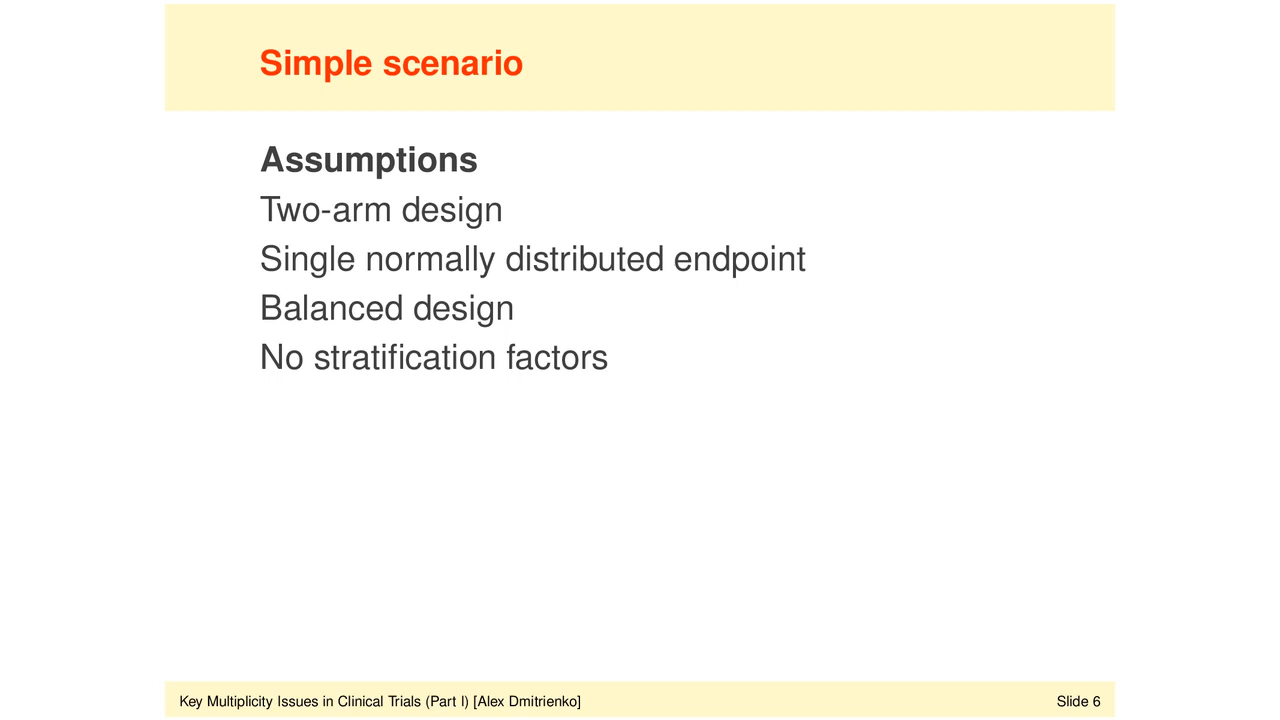 Simple scenario
Assumptions
Two-arm design
Single normally distributed endpoint
Balanced design
No stratification factors
Key Multiplicity Issues in Clinical Trials (Part I) [Alex Dmitrienko]
Slide 6